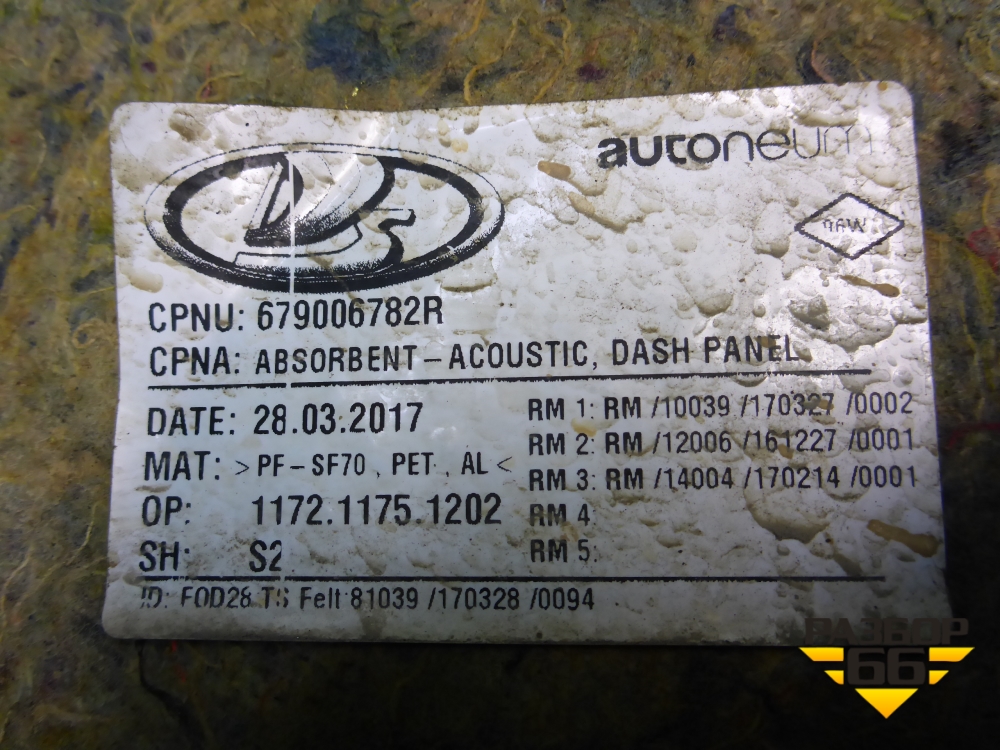 autoneum
CPNU: 679006782R
CPNA: ABSORBENT-ACOUSTIC, DASH PANEL
DATE: 28.03.2017
MAT: >PF-SF70, PET, AL<
OP: 1172.1175.1202
SH: S2
RM 1: RM /10039 /170327 /0002
RM 2: RM /12006 /161227 /0001
RM 3: RM /14004 /170214 /0001
RM 4:
RM 5:
ID: FOD28 TS Felt 81039 /170328 /0094
РАЗБОР
66